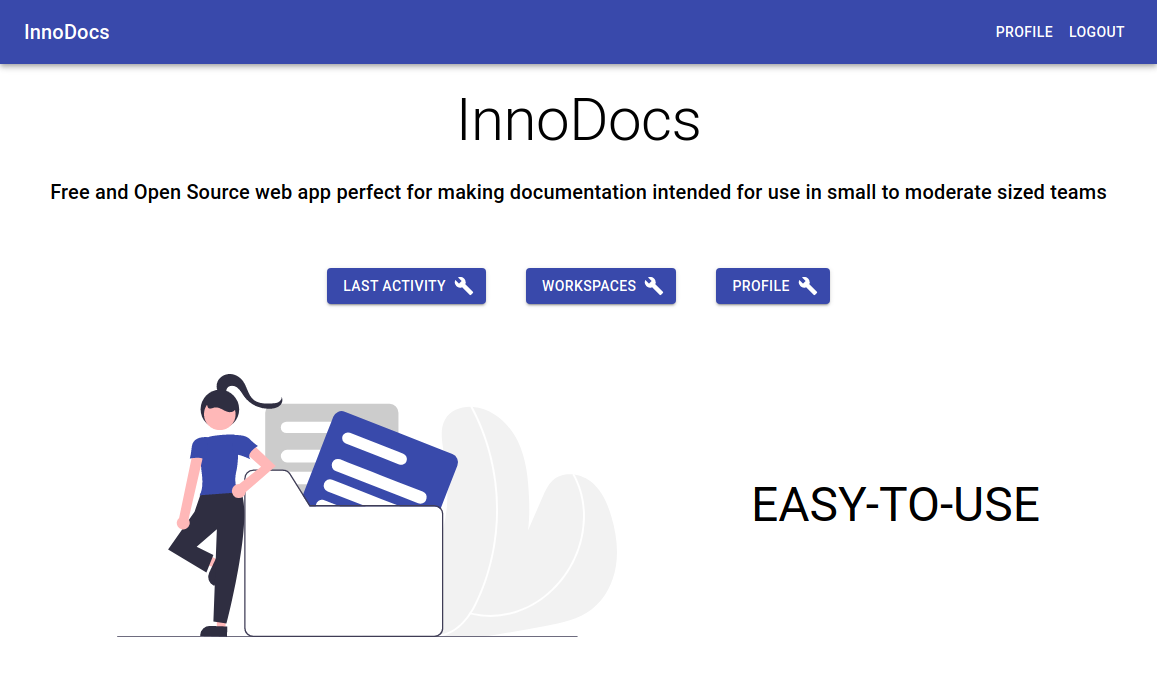 InnoDocs
PROFILE LOGOUT
InnoDocs
Free and Open Source web app perfect for making documentation intended for use in small to moderate sized teams
LAST ACTIVITY WORKSPACES PROFILE
EASY-TO-USE